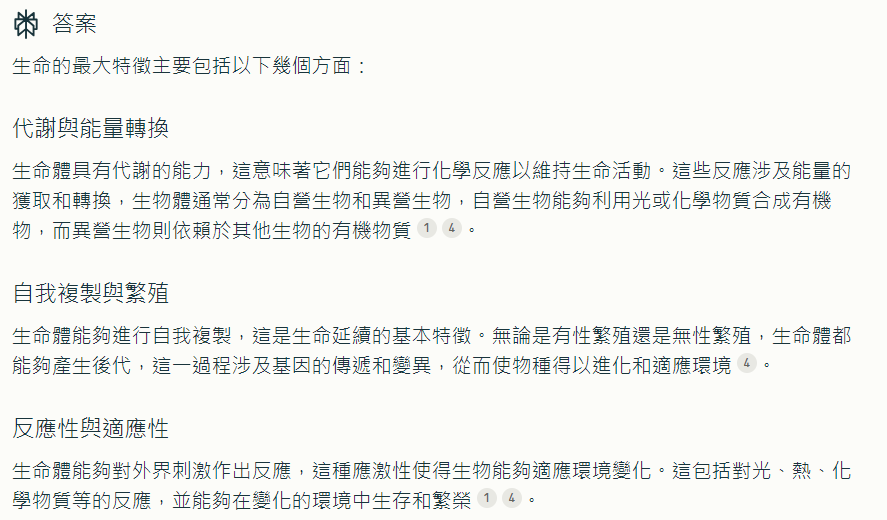 答案
生命的最大特徵主要包括以下幾個方面：
代謝與能量轉換
生命體具有代謝的能力，這意味著它們能夠進行化學反應以維持生命活動。這些反應涉及能量的
獲取和轉換，生物體通常分為自營生物和異營生物，自營生物能夠利用光或化學物質合成有機
物，而異營生物則依賴於其他生物的有機物質 1 4 。
自我複製與繁殖
生命體能夠進行自我複製，這是生命延續的基本特徵。無論是有性繁殖還是無性繁殖，生命體都
能夠產生後代，這一過程涉及基因的傳遞和變異，從而使物種得以進化和適應環境 4 。
反應性與適應性
生命體能夠對外界刺激作出反應，這種應激性使得生物能夠適應環境變化。這包括對光、熱、化
學物質等的反應，並能夠在變化的環境中生存和繁榮 1 4 。